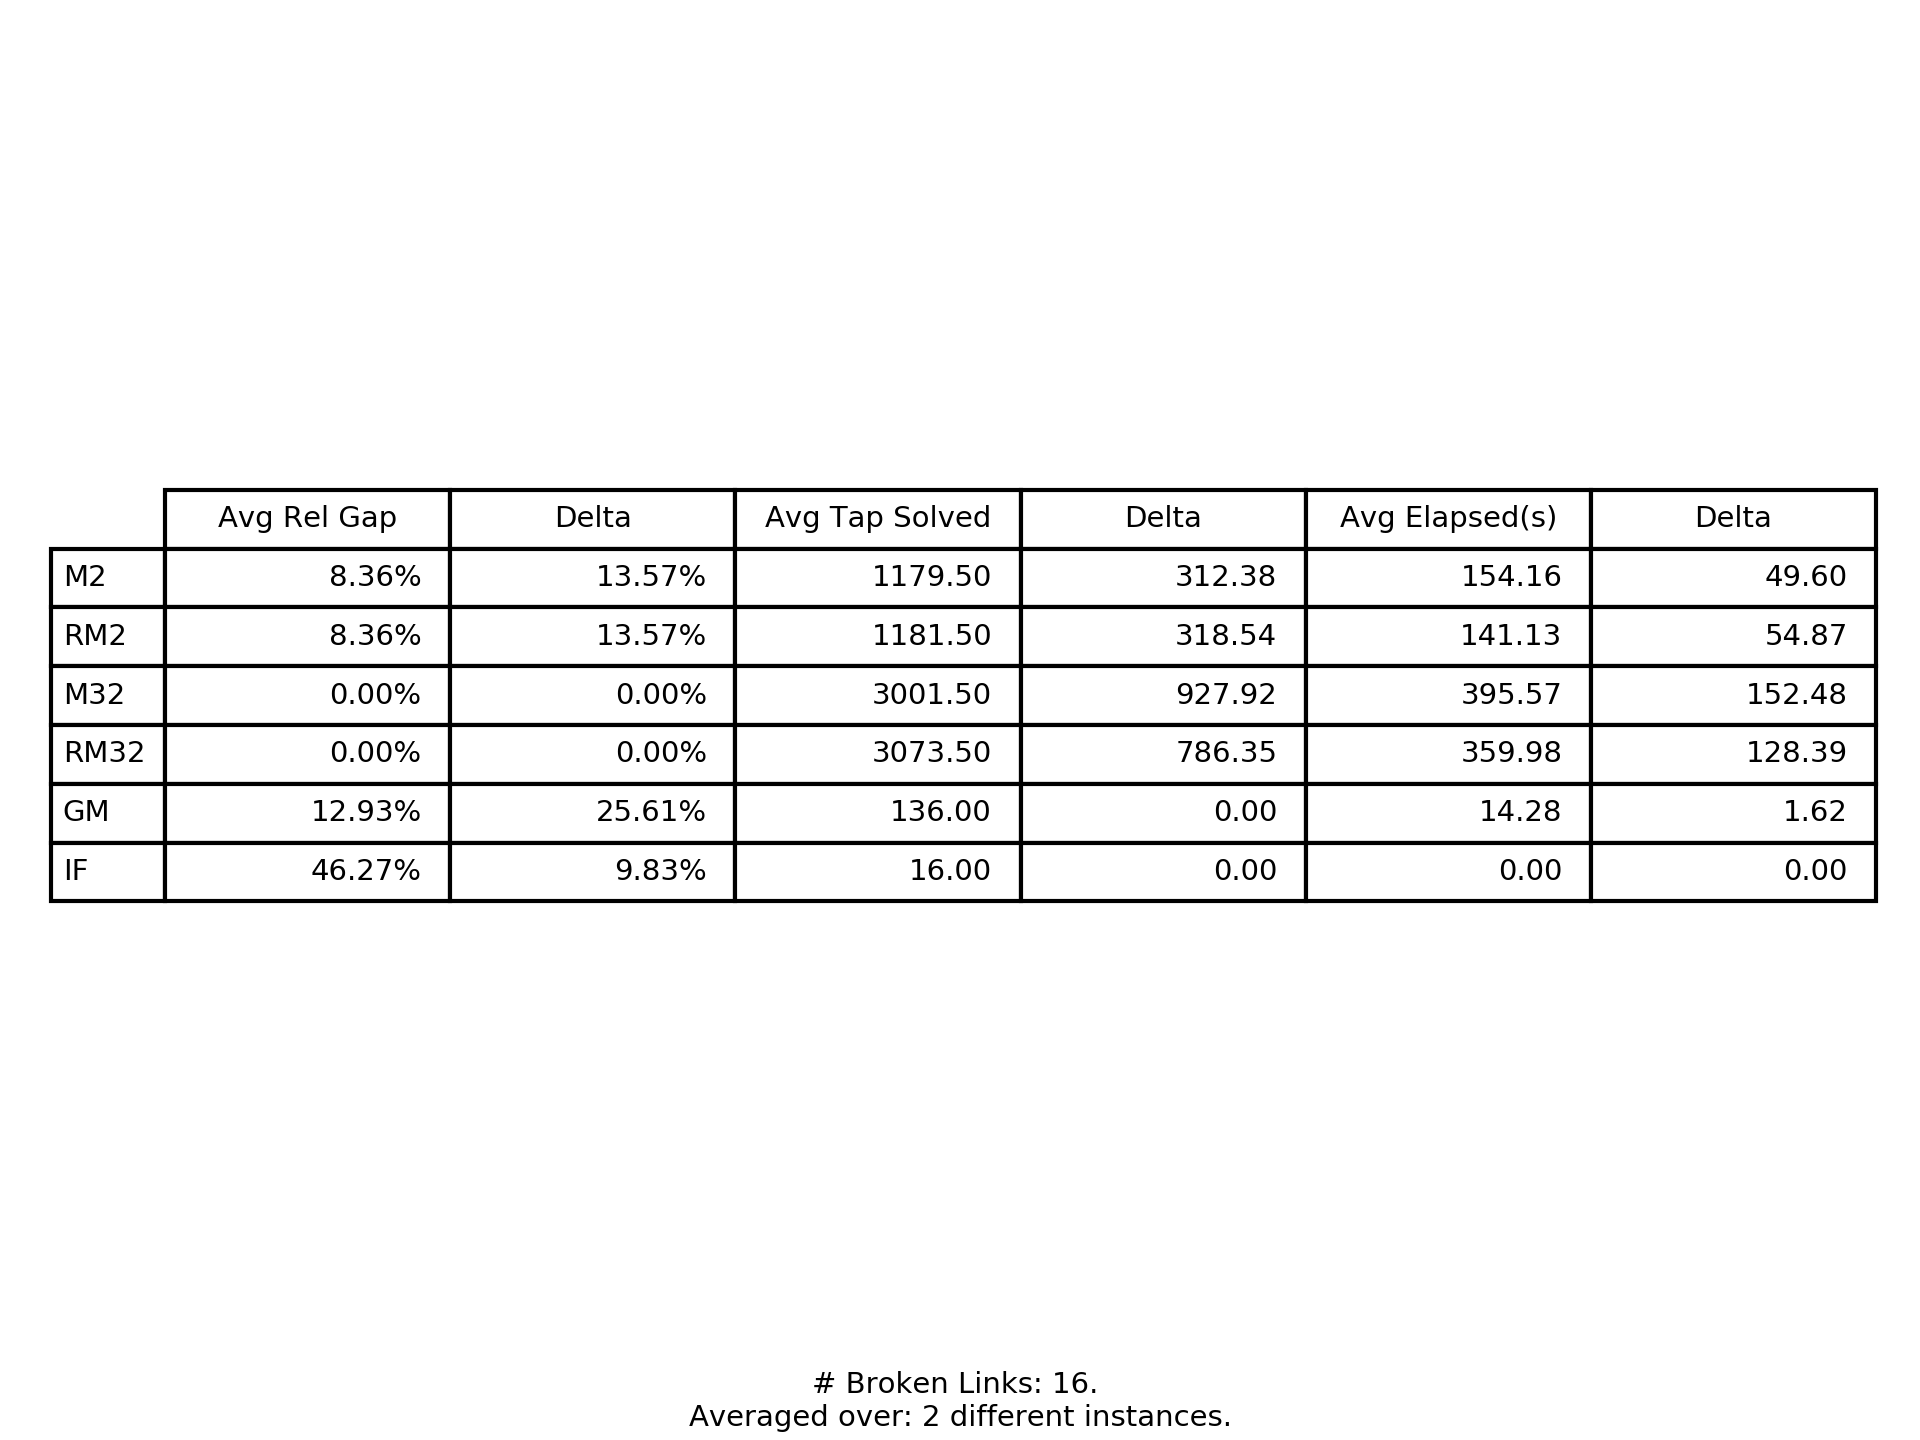 Avg Rel Gap Delta Avg Tap Solved Delta Avg Elapsed(s) Delta
M2 8.36% 13.57% 1179.50 312.38 154.16 49.60
RM2 8.36% 13.57% 1181.50 318.54 141.13 54.87
M32 0.00% 0.00% 3001.50 927.92 395.57 152.48
RM32 0.00% 0.00% 3073.50 786.35 359.98 128.39
GM 12.93% 25.61% 136.00 0.00 14.28 1.62
IF 46.27% 9.83% 16.00 0.00 0.00 0.00
# Broken Links: 16.
Averaged over: 2 different instances.